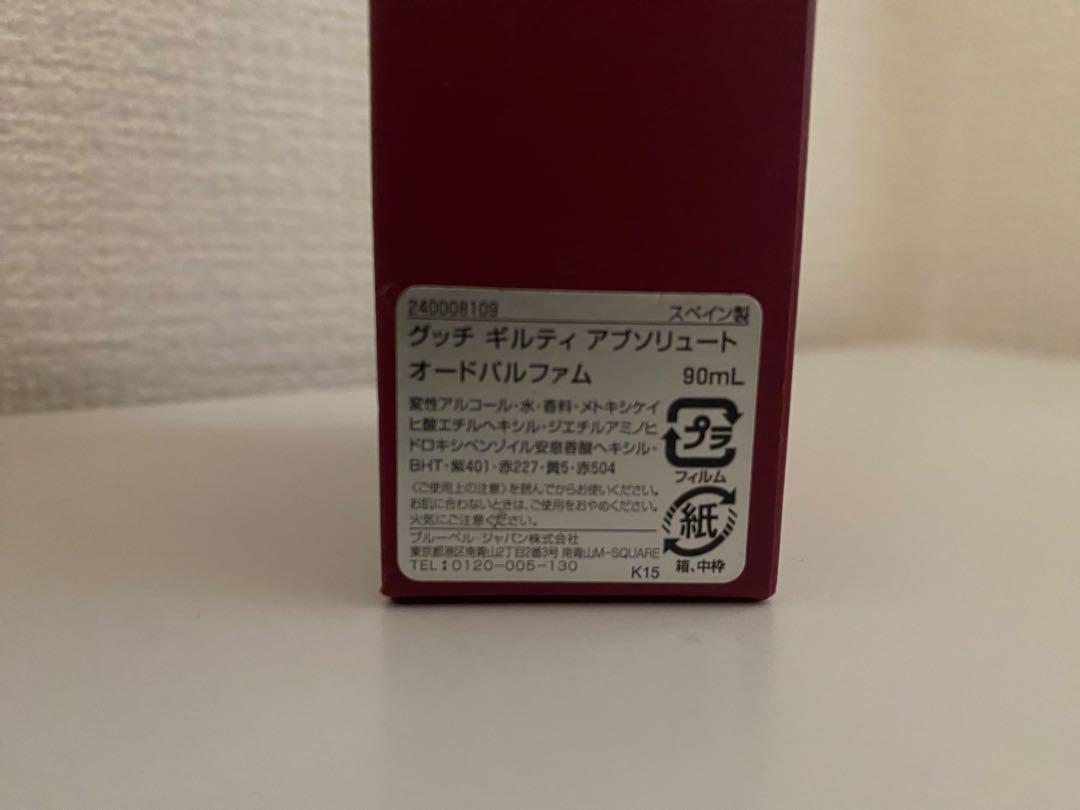 240008109 スペイン製
グッチ ギルティ アブソリュート
オードパルファム 90mL
変性アルコール・水・香料・メトキシケイ
ヒ酸エチルヘキシル・ジエチルアミノヒ
ドロキシベンゾイル安息香酸ヘキシル・
BHT・紫401・赤227・黄5・赤504
〈ご使用上の注意〉を読んでからお使いください。
お肌に合わないときは、ご使用をおやめください。
火気にご注意ください。
ブルーベル・ジャパン株式会社
東京都港区南青山2丁目2番3号 南青山M-SQUARE
TEL:0120-005-130 K15
プラ
フィルム
紙
箱、中枠